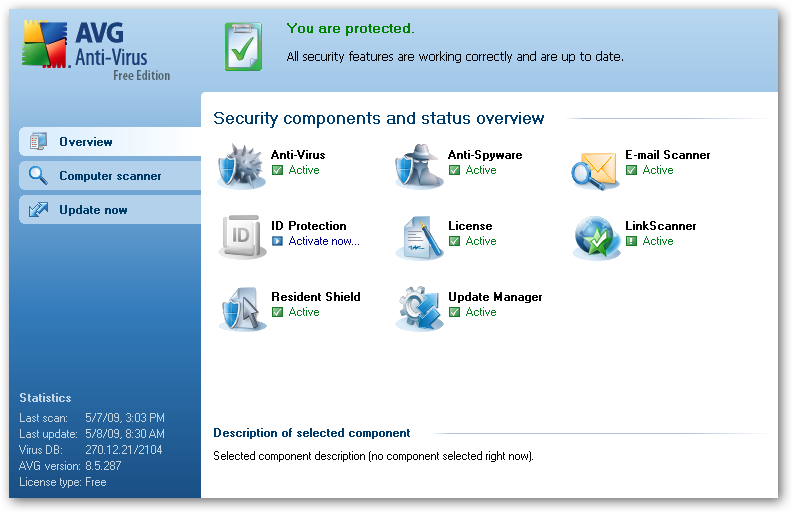 AVG
Anti-Virus
Free Edition
You are protected.
All security features are working correctly and are up to date.
Overview
Computer scanner
Update now
Security components and status overview
Anti-Virus
Active
Anti-Spyware
Active
E-mail Scanner
Active
ID
ID Protection
Activate now...
License
Active
LinkScanner
Active
Resident Shield
Active
Update Manager
Active
Statistics
Last scan: 5/7/09, 3:03 PM
Last update: 5/8/09, 8:30 AM
Virus DB: 270.12.21/2104
AVG version: 8.5.287
License type: Free
Description of selected component
Selected component description (no component selected right now).